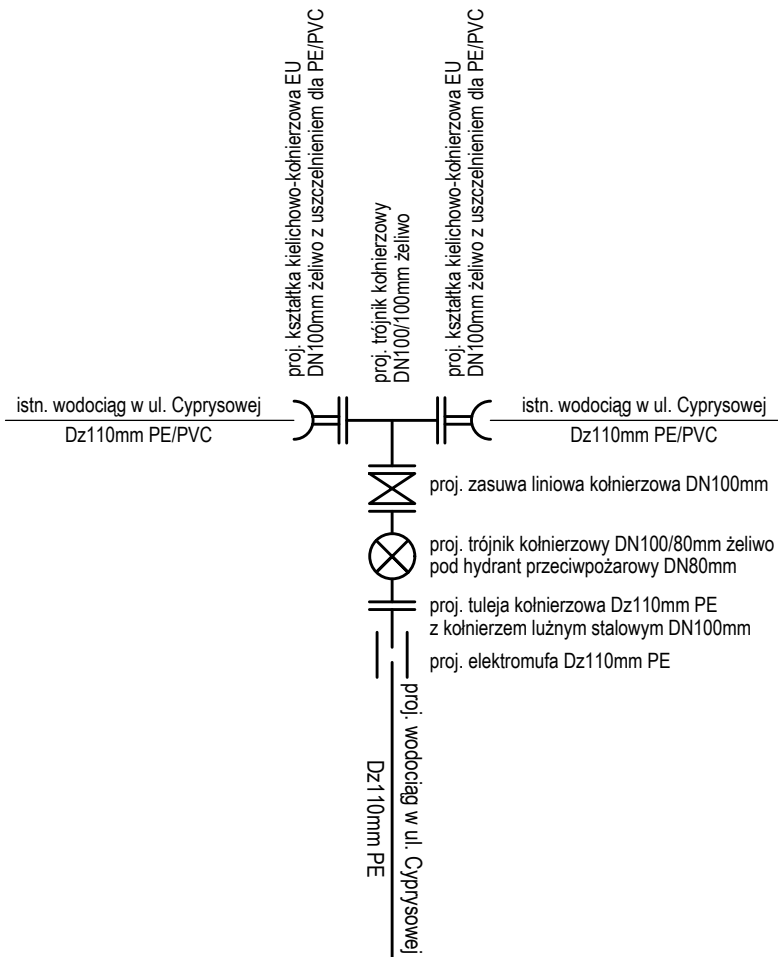 proj. kształtka kielichowo-kołnierzowa EU
DN100mm żeliwo z uszczelnieniem dla PE/PVC
proj. trójnik kołnierzowy
DN100/100mm żeliwo
proj. kształtka kielichowo-kołnierzowa EU
DN100mm żeliwo z uszczelnieniem dla PE/PVC
istn. wodociąg w ul. Cyprysowej
Dz110mm PE/PVC
istn. wodociąg w ul. Cyprysowej
Dz110mm PE/PVC
proj. zasuwa liniowa kołnierzowa DN100mm
proj. trójnik kołnierzowy DN100/80mm żeliwo
pod hydrant przeciwpożarowy DN80mm
proj. tuleja kołnierzowa Dz110mm PE
z kołnierzem luźnym stalowym DN100mm
proj. elektromufa Dz110mm PE
proj. wodociąg w ul. Cyprysowej
Dz110mm PE